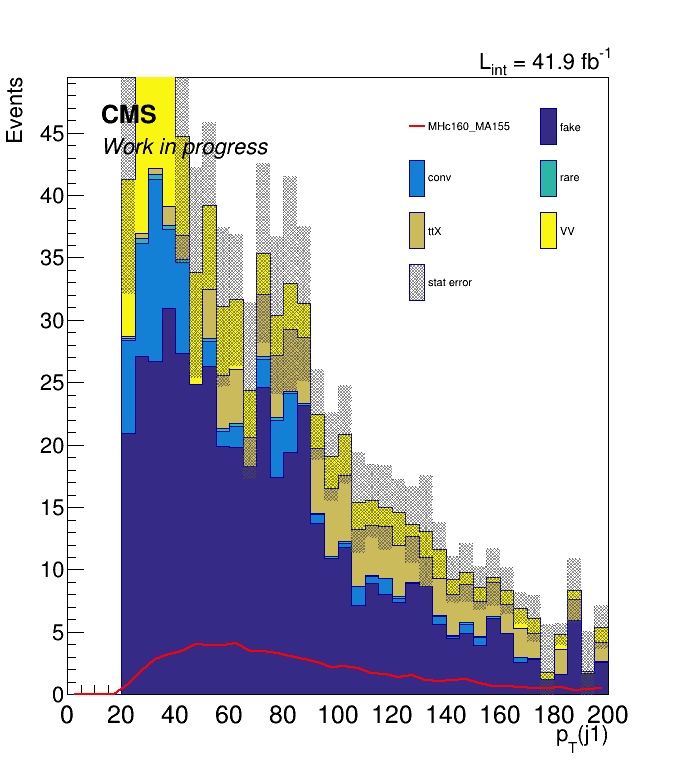 L_int = 41.9 fb^-1
Events
CMS
Work in progress
MHc160_MA155
fake
conv
rare
ttX
VV
stat error
45
40
35
30
25
20
15
10
5
0
0 20 40 60 80 100 120 140 160 180 200
p_T(j1)